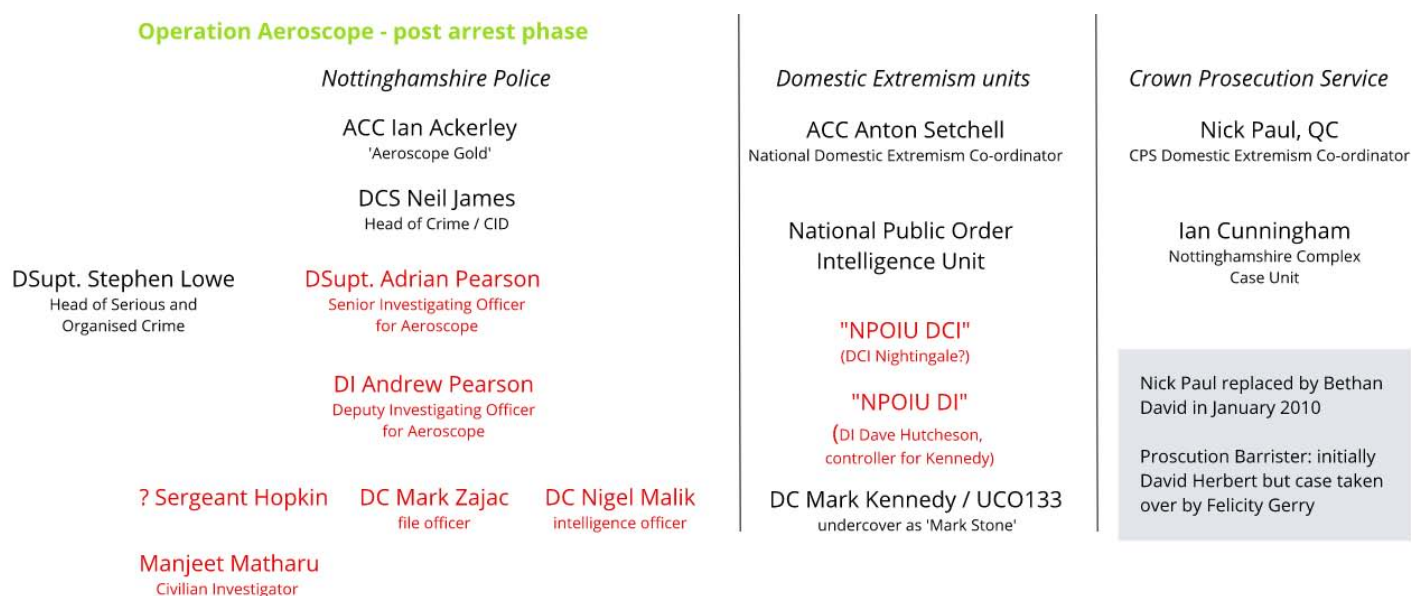 Operation Aeroscope - post arrest phase
Nottinghamshire Police
ACC Ian Ackerley
'Aeroscope Gold'
DCS Neil James
Head of Crime / CID
DSupt. Stephen Lowe
Head of Serious and
Organised Crime
DSupt. Adrian Pearson
Senior Investigating Officer
for Aeroscope
DI Andrew Pearson
Deputy Investigating Officer
for Aeroscope
? Sergeant Hopkin
DC Mark Zajac
file officer
DC Nigel Malik
intelligence officer
Manjeet Matharu
Civilian Investigator
Domestic Extremism units
ACC Anton Setchell
National Domestic Extremism Co-ordinator
National Public Order
Intelligence Unit
"NPOIU DCI"
(DCI Nightingale?)
"NPOIU DI"
(DI Dave Hutcheson,
controller for Kennedy)
DC Mark Kennedy / UCO133
undercover as 'Mark Stone'
Crown Prosecution Service
Nick Paul, QC
CPS Domestic Extremism Co-ordinator
Ian Cunningham
Nottinghamshire Complex
Case Unit
Nick Paul replaced by Bethan
David in January 2010
Proscution Barrister: initially
David Herbert but case taken
over by Felicity Gerry